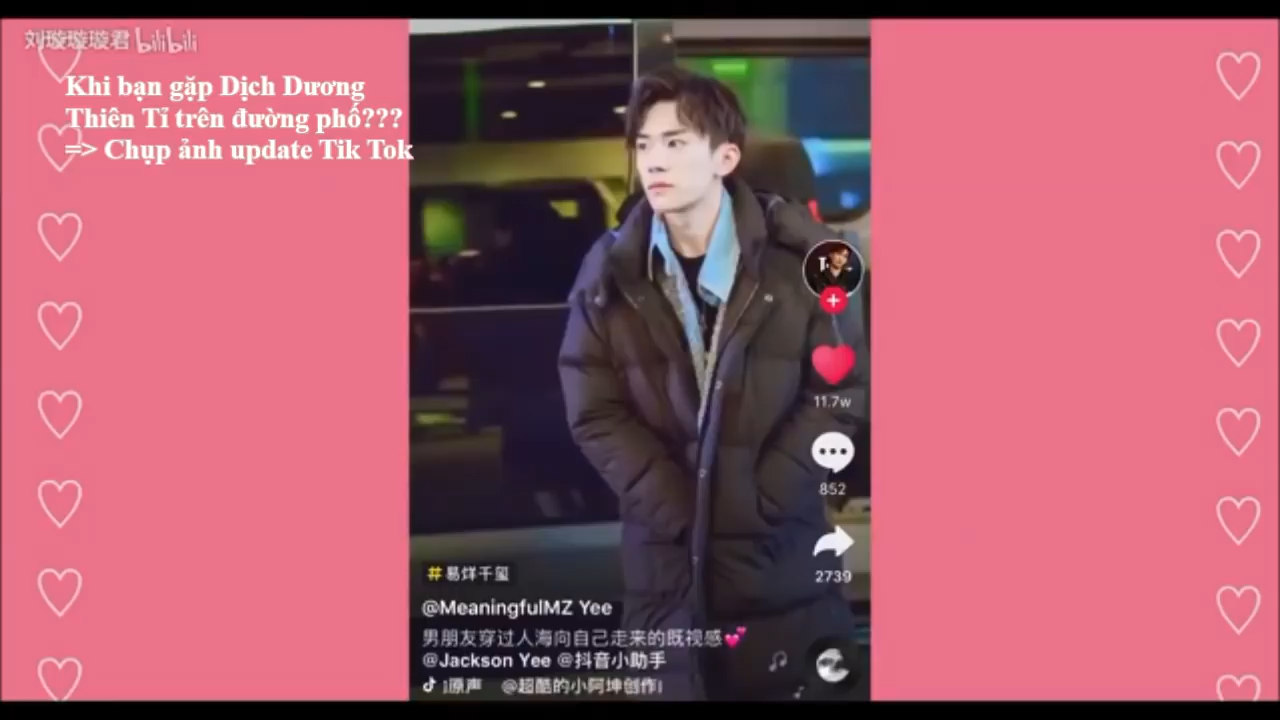 刘璇璇璇君 bilibili
Khi bạn gặp Dịch Dương
Thiên Tỉ trên đường phố???
=> Chụp ảnh update Tik Tok
11.7w
852
2739
#易烊千玺
@MeaningfulMZ Yee
男朋友穿过人海向自己走来的既视感💕
@Jackson Yee @抖音小助手
原声 @超酷的小阿坤创作